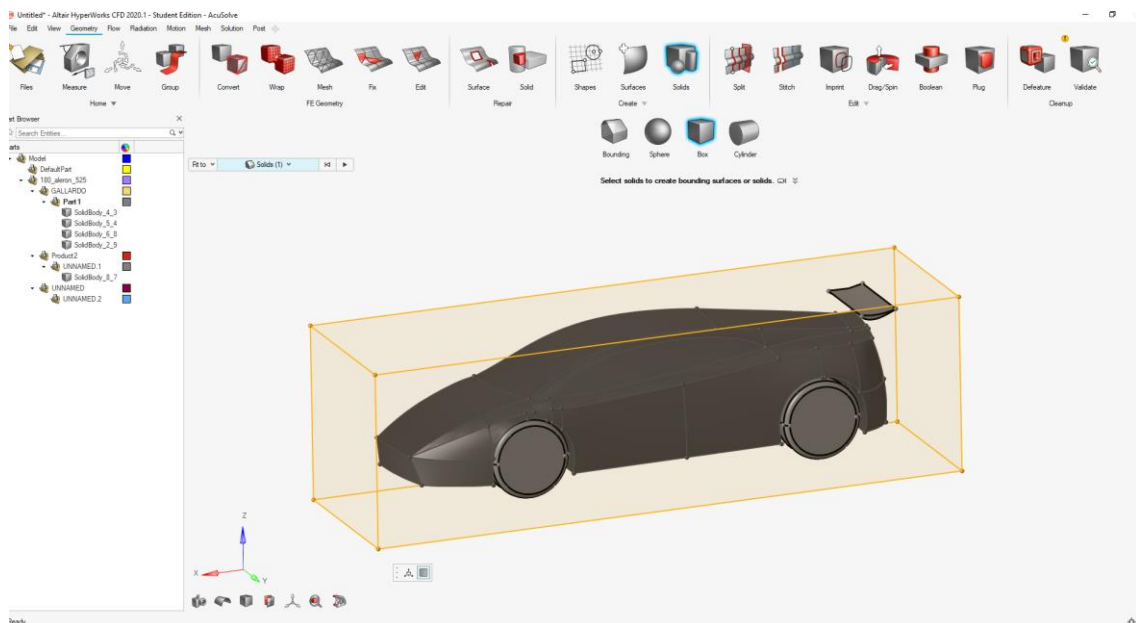 Untitled* - Altair HyperWorks CFD 2020.1 - Student Edition - AcuSolve
File Edit View Geometry Flow Radiation Motion Mesh Solution Post
Files Measure Move Group Convert Wrap Mesh Fix Edit Surface Solid Shapes Surfaces Solids Split Stitch Imprint Drag/Spin Boolean Plug Defeature Validate
Home FE Geometry Repair Create Edit Cleanup
Browser
Search Entities...
Bounding Sphere Box Cylinder
Model
Fit to Solids (1)
DefaultPart
180_aleron_525
Select solids to create bounding surfaces or solids.
GALLARDO
Part1
SolidBody_4_3
SolidBody_5_4
SolidBody_6_8
SolidBody_2_9
Product2
UNNAMED.1
SolidBody_8_7
UNNAMED
UNNAMED.2
Z
X
Y
Ready